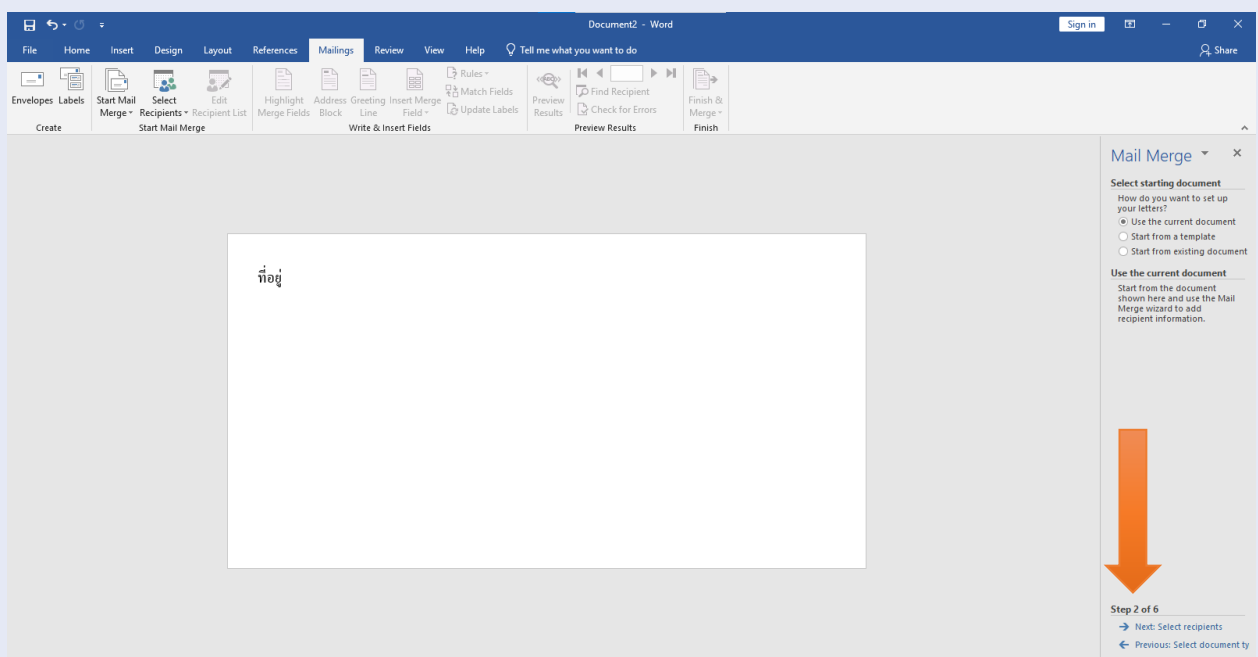 Document2 - Word
Sign in
File Home Insert Design Layout References Mailings Review View Help Tell me what you want to do
Share
Envelopes Labels
Start Mail Merge
Select Recipients
Edit Recipient List
Highlight Merge Fields
Address Block
Greeting Line
Insert Merge Field
Rules
Match Fields
Update Labels
ABC
Preview Results
Find Recipient
Check for Errors
Finish & Merge
Create
Start Mail Merge
Write & Insert Fields
Preview Results
Finish
ที่อยู่
Mail Merge
Select starting document
How do you want to set up
your letters?
Use the current document
Start from a template
Start from existing document
Use the current document
Start from the document
shown here and use the Mail
Merge wizard to add
recipient information.
Step 2 of 6
Next: Select recipients
Previous: Select document ty